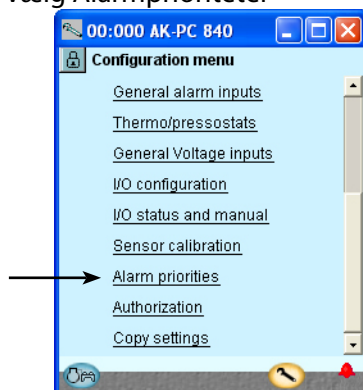 Vælg Alarmprioriteter
00:000 AK-PC 840
Configuration menu
General alarm inputs
Thermo/pressostats
General Voltage inputs
I/O configuration
I/O status and manual
Sensor calibration
Alarm priorities
Authorization
Copy settings